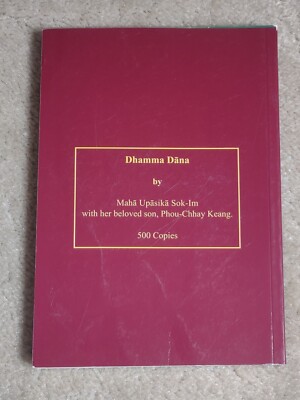 Dhamma Dāna
by
Mahā Upāsikā Sok-Im
with her beloved son, Phou-Chhay Keang.
500 Copies